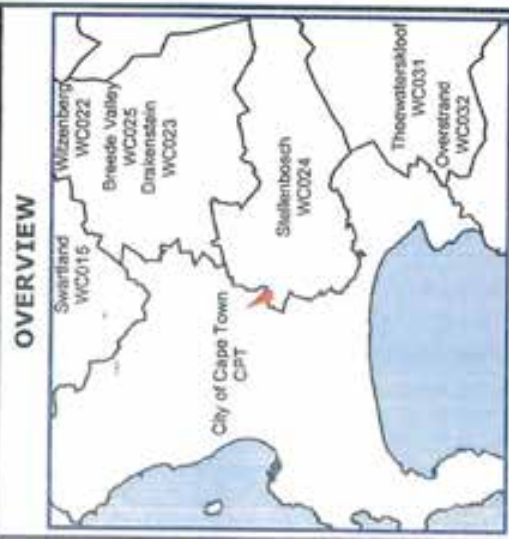 OVERVIEW
Swartland
WC015
Witzenberg
WC022
Breede Valley
WC025
Drakenstein
WC023
City of Cape Town
CPT
Stellenbosch
WC024
Theewaterskloof
WC031
Overstrand
WC032